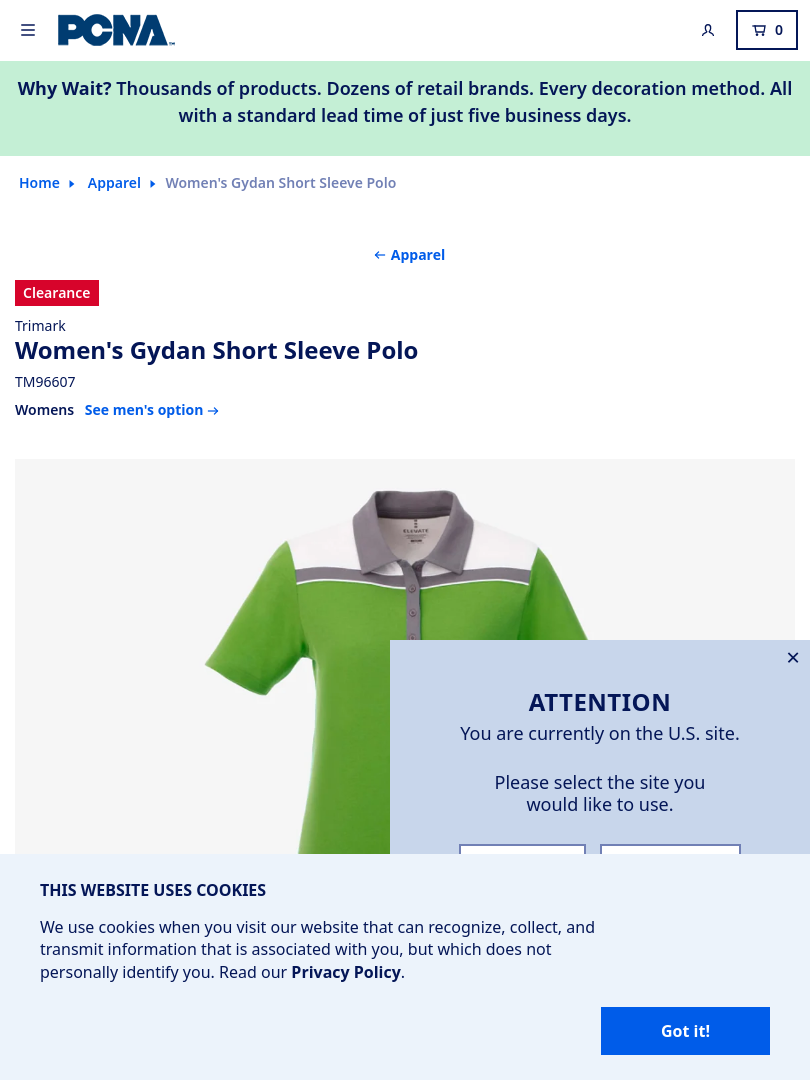 PCNA
0
Why Wait? Thousands of products. Dozens of retail brands. Every decoration method. All
with a standard lead time of just five business days.
Home Apparel Women's Gydan Short Sleeve Polo
← Apparel
Clearance
Trimark
Women's Gydan Short Sleeve Polo
TM96607
Womens See men's option →
ELEVATE
ATTENTION
You are currently on the U.S. site.
Please select the site you
would like to use.
THIS WEBSITE USES COOKIES
We use cookies when you visit our website that can recognize, collect, and
transmit information that is associated with you, but which does not
personally identify you. Read our Privacy Policy.
Got it!